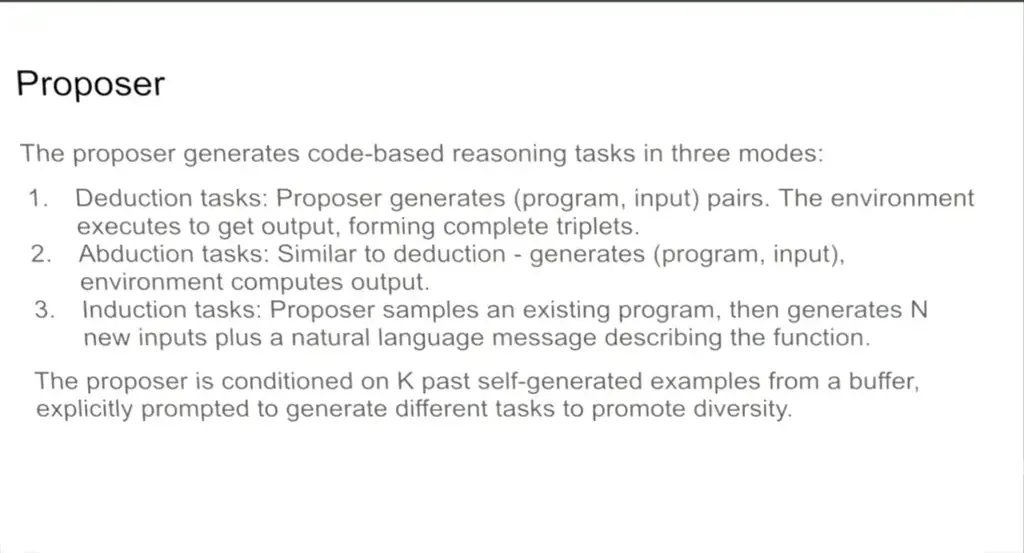 Proposer
The proposer generates code-based reasoning tasks in three modes:
1. Deduction tasks: Proposer generates (program, input) pairs. The environment
executes to get output, forming complete triplets.
2. Abduction tasks: Similar to deduction - generates (program, input),
environment computes output.
3. Induction tasks: Proposer samples an existing program, then generates N
new inputs plus a natural language message describing the function.
The proposer is conditioned on K past self-generated examples from a buffer,
explicitly prompted to generate different tasks to promote diversity.